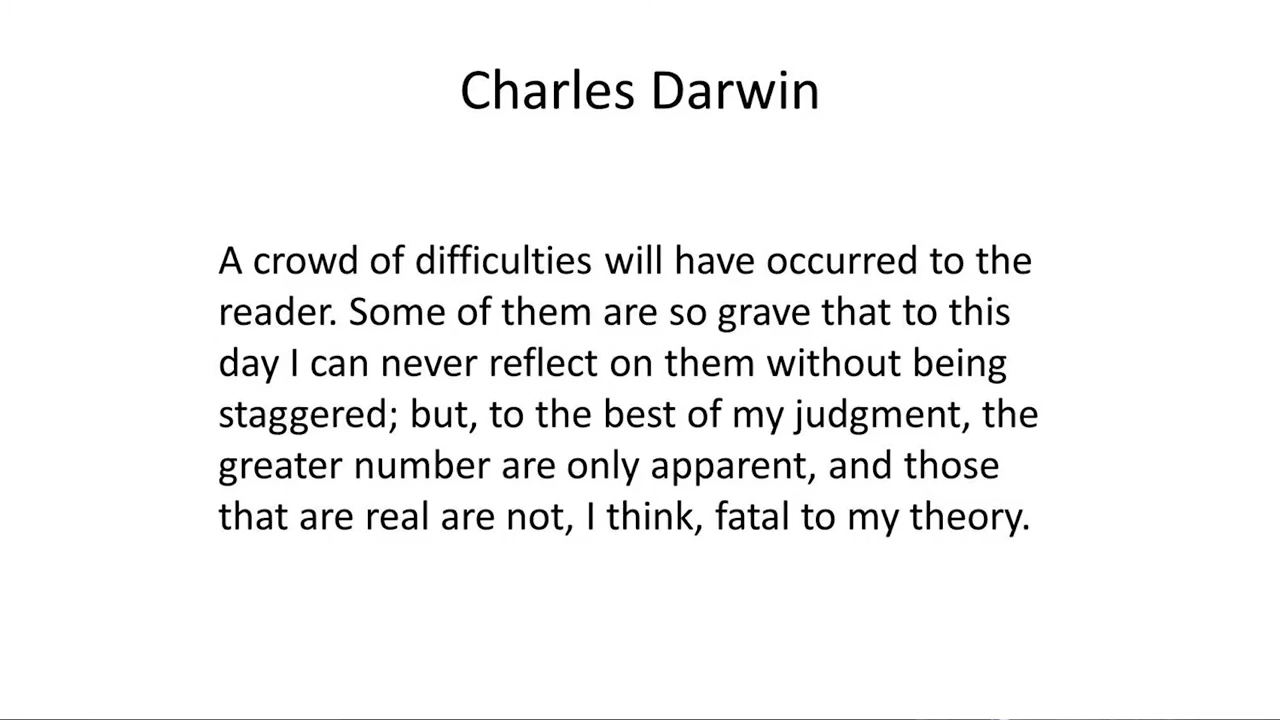 Charles Darwin
A crowd of difficulties will have occurred to the
reader. Some of them are so grave that to this
day I can never reflect on them without being
staggered; but, to the best of my judgment, the
greater number are only apparent, and those
that are real are not, I think, fatal to my theory.